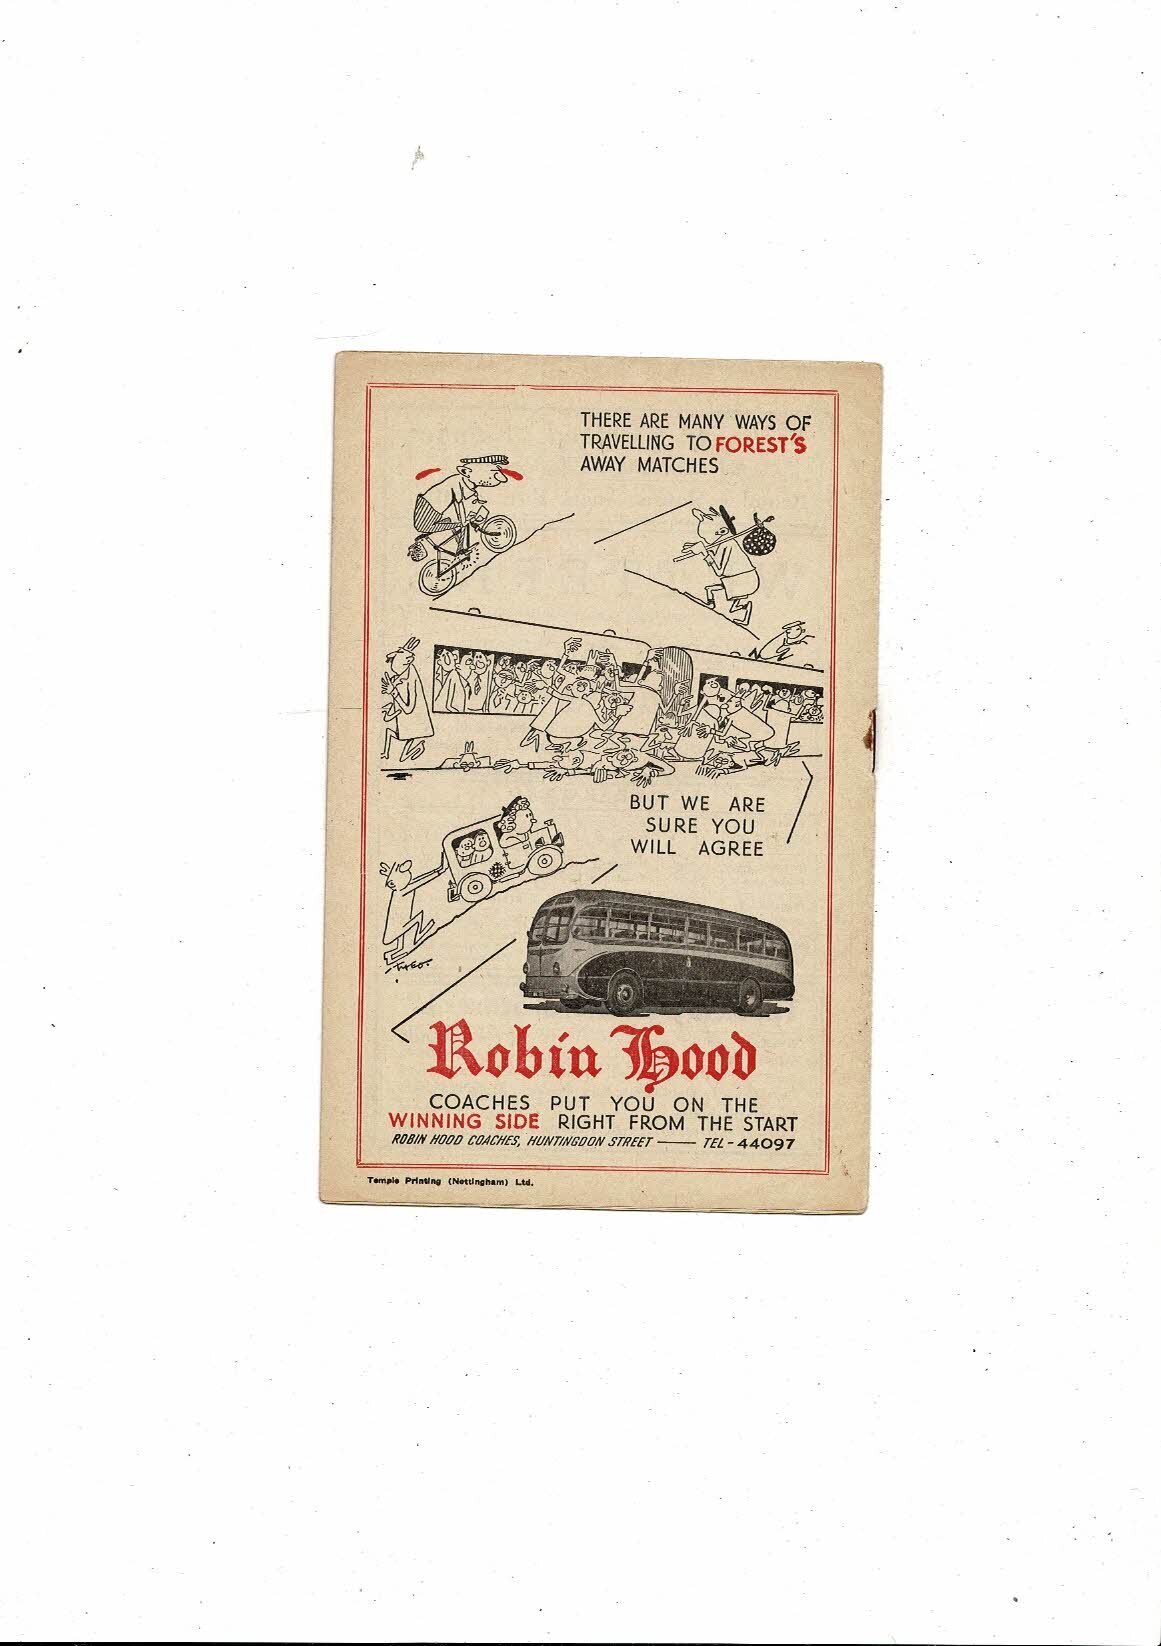 THERE ARE MANY WAYS OF
TRAVELLING TO FOREST'S
AWAY MATCHES
BUT WE ARE
SURE YOU
WILL AGREE
Robin Hood
COACHES PUT YOU ON THE
WINNING SIDE RIGHT FROM THE START
ROBIN HOOD COACHES, HUNTINGDON STREET —— TEL - 44097
Temple Printing (Nottingham) Ltd.